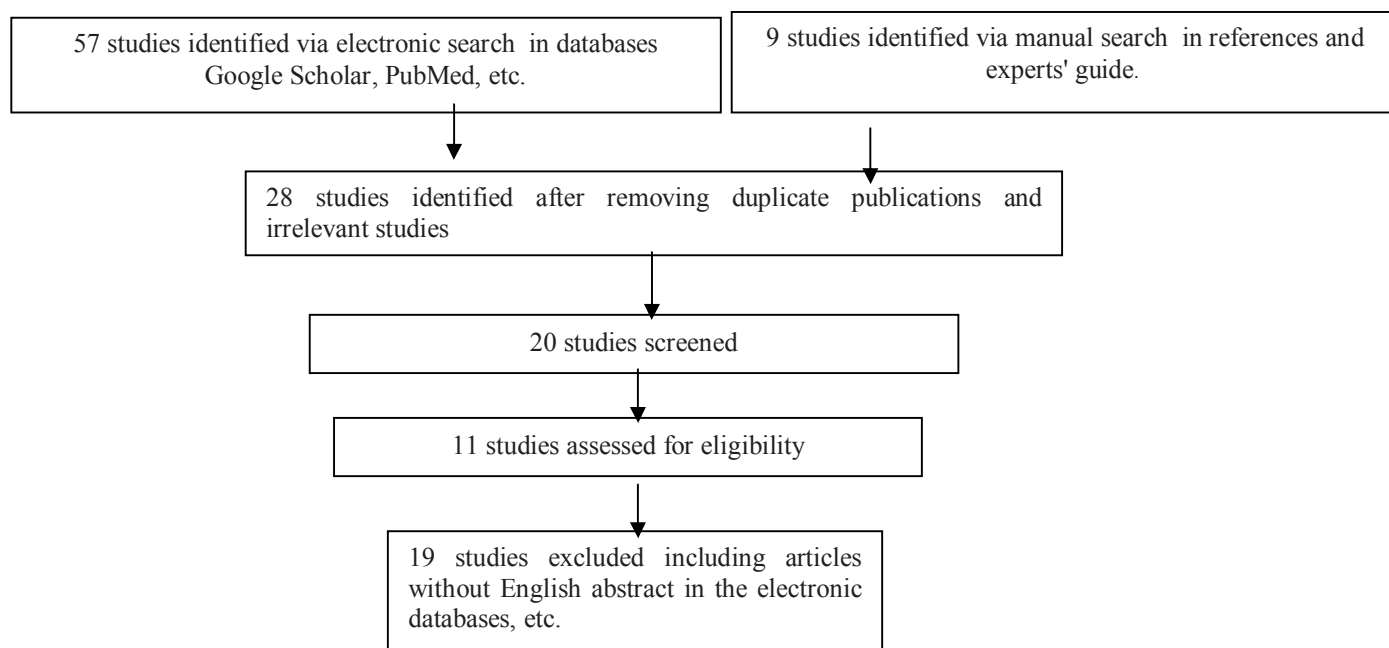 57 studies identified via electronic search in databases
Google Scholar, PubMed, etc.
9 studies identified via manual search in references and
experts' guide.
28 studies identified after removing duplicate publications and
irrelevant studies
20 studies screened
11 studies assessed for eligibility
19 studies excluded including articles
without English abstract in the electronic
databases, etc.